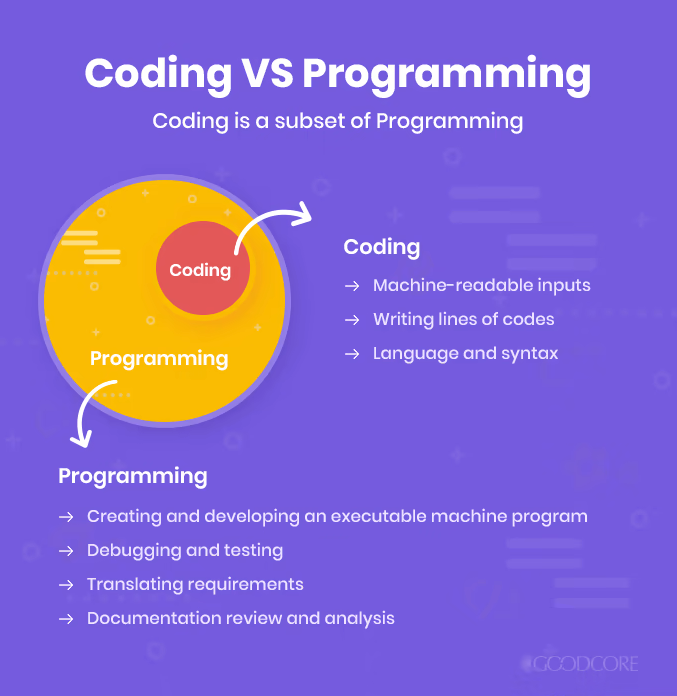 Coding VS Programming
Coding is a subset of Programming
Coding
Programming
Coding
→ Machine-readable inputs
→ Writing lines of codes
→ Language and syntax
Programming
→ Creating and developing an executable machine program
→ Debugging and testing
→ Translating requirements
→ Documentation review and analysis
GOODCORE